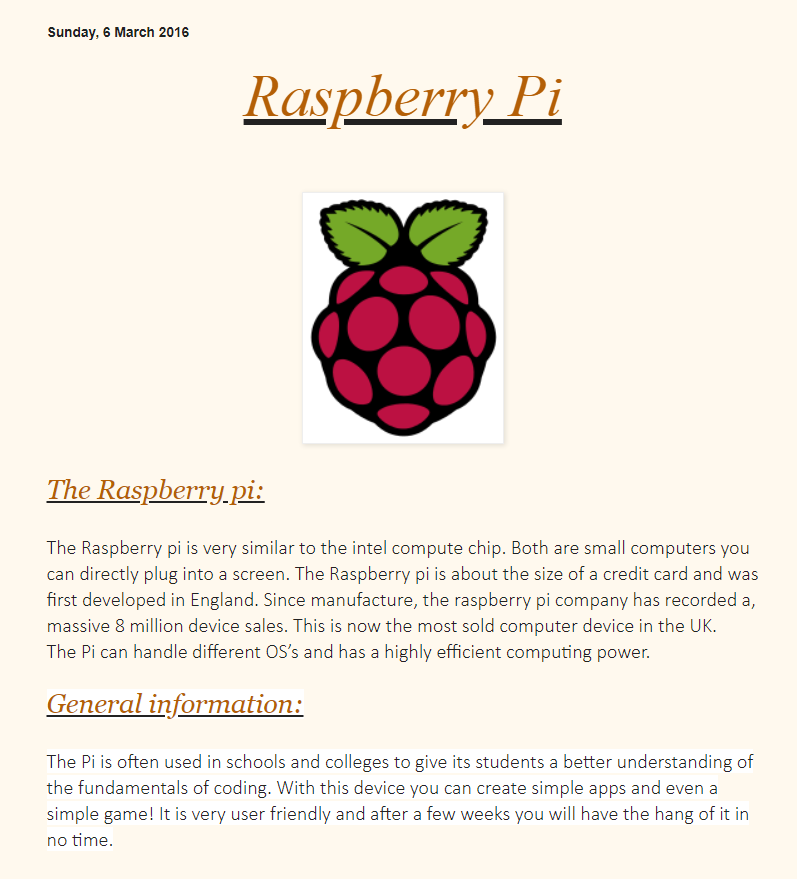 Sunday, 6 March 2016
Raspberry Pi
The Raspberry pi:
The Raspberry pi is very similar to the intel compute chip. Both are small computers you
can directly plug into a screen. The Raspberry pi is about the size of a credit card and was
first developed in England. Since manufacture, the raspberry pi company has recorded a,
massive 8 million device sales. This is now the most sold computer device in the UK.
The Pi can handle different OS’s and has a highly efficient computing power.
General information:
The Pi is often used in schools and colleges to give its students a better understanding of
the fundamentals of coding. With this device you can create simple apps and even a
simple game! It is very user friendly and after a few weeks you will have the hang of it in
no time.